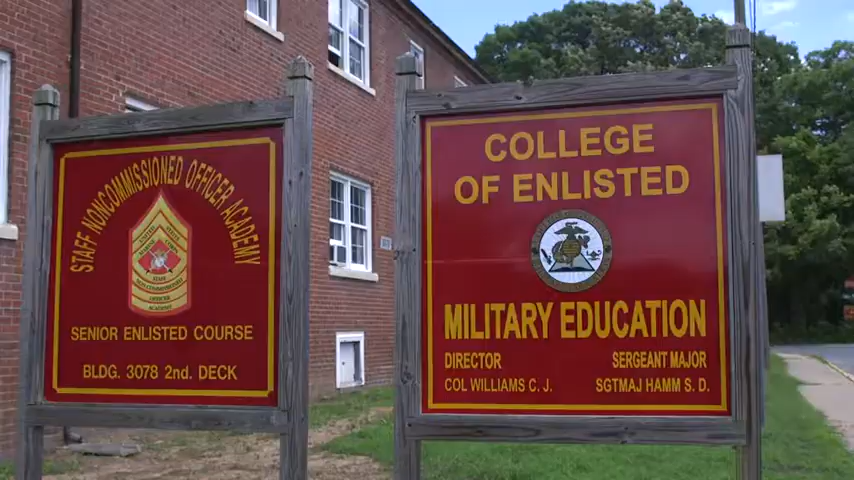 STAFF NONCOMMISSIONED OFFICER ACADEMY
SENIOR ENLISTED COURSE
BLDG. 3078 2nd. DECK
COLLEGE
OF ENLISTED
MILITARY EDUCATION
DIRECTOR
SERGEANT MAJOR
COL WILLIAMS C. J.
SGTMAJ HAMM S. D.